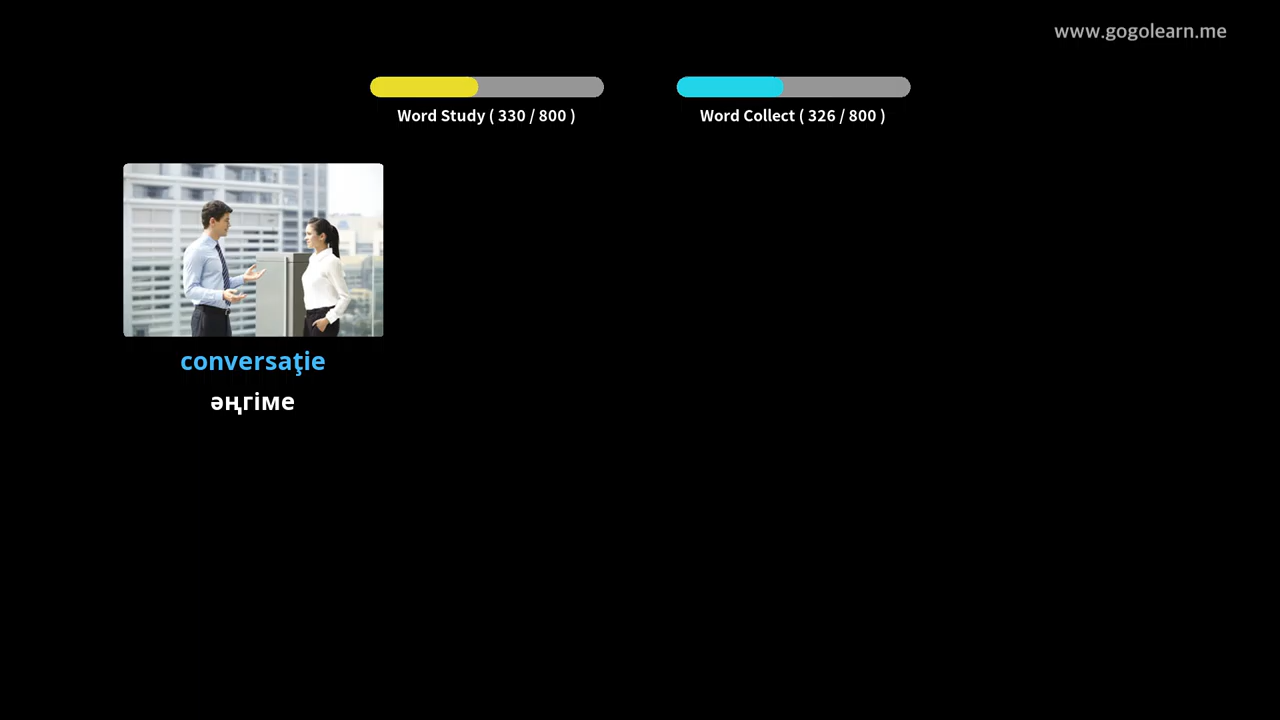 www.gogolearn.me
Word Study ( 330 / 800 )
Word Collect ( 326 / 800 )
conversaţie
әңгіме